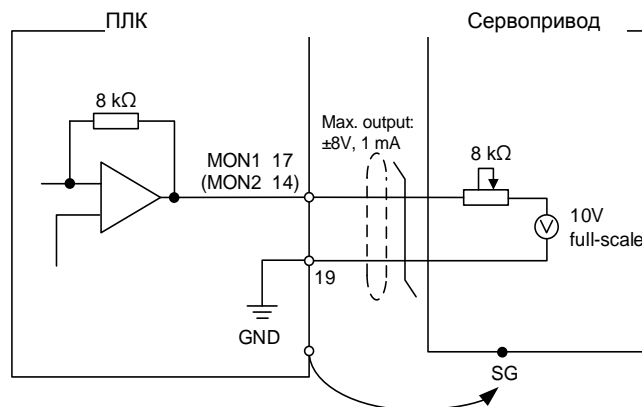 ПЛК
Сервопривод
8 kΩ
Max. output:
±8V, 1 mA
MON1 17
(MON2 14)
8 kΩ
10V
full-scale
V
19
GND
SG